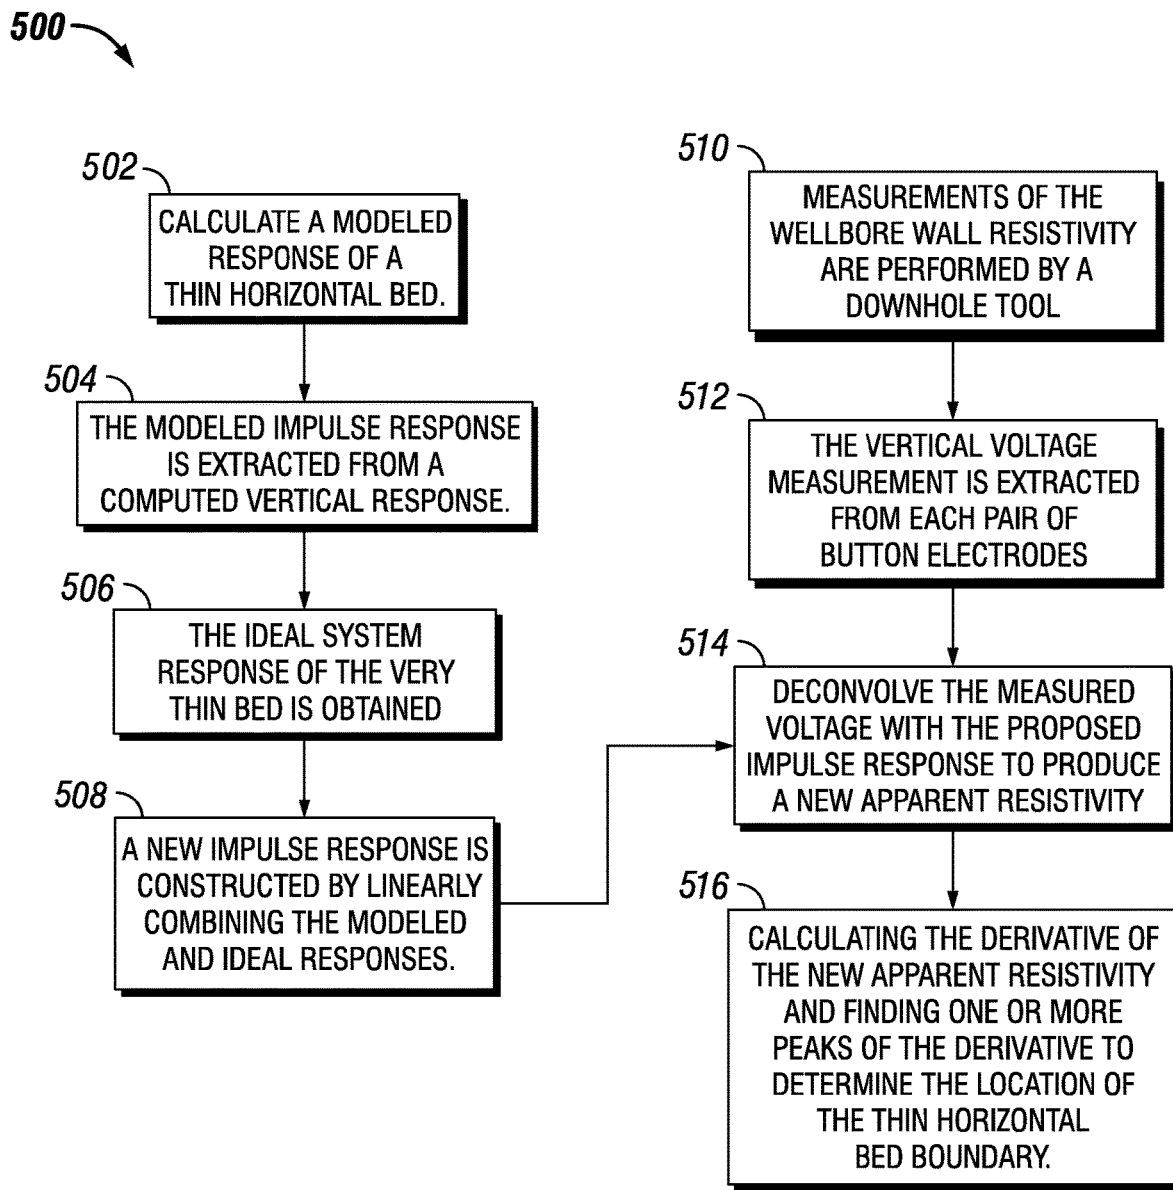 500
502
CALCULATE A MODELED
RESPONSE OF A
THIN HORIZONTAL BED.
504
THE MODELED IMPULSE RESPONSE
IS EXTRACTED FROM A
COMPUTED VERTICAL RESPONSE.
506
THE IDEAL SYSTEM
RESPONSE OF THE VERY
THIN BED IS OBTAINED
508
A NEW IMPULSE RESPONSE IS
CONSTRUCTED BY LINEARLY
COMBINING THE MODELED
AND IDEAL RESPONSES.
510
MEASUREMENTS OF THE
WELLBORE WALL RESISTIVITY
ARE PERFORMED BY A
DOWNHOLE TOOL
512
THE VERTICAL VOLTAGE
MEASUREMENT IS EXTRACTED
FROM EACH PAIR OF
BUTTON ELECTRODES
514
DECONVOLVE THE MEASURED
VOLTAGE WITH THE PROPOSED
IMPULSE RESPONSE TO PRODUCE
A NEW APPARENT RESISTIVITY
516
CALCULATING THE DERIVATIVE OF
THE NEW APPARENT RESISTIVITY
AND FINDING ONE OR MORE
PEAKS OF THE DERIVATIVE TO
DETERMINE THE LOCATION OF
THE THIN HORIZONTAL
BED BOUNDARY.